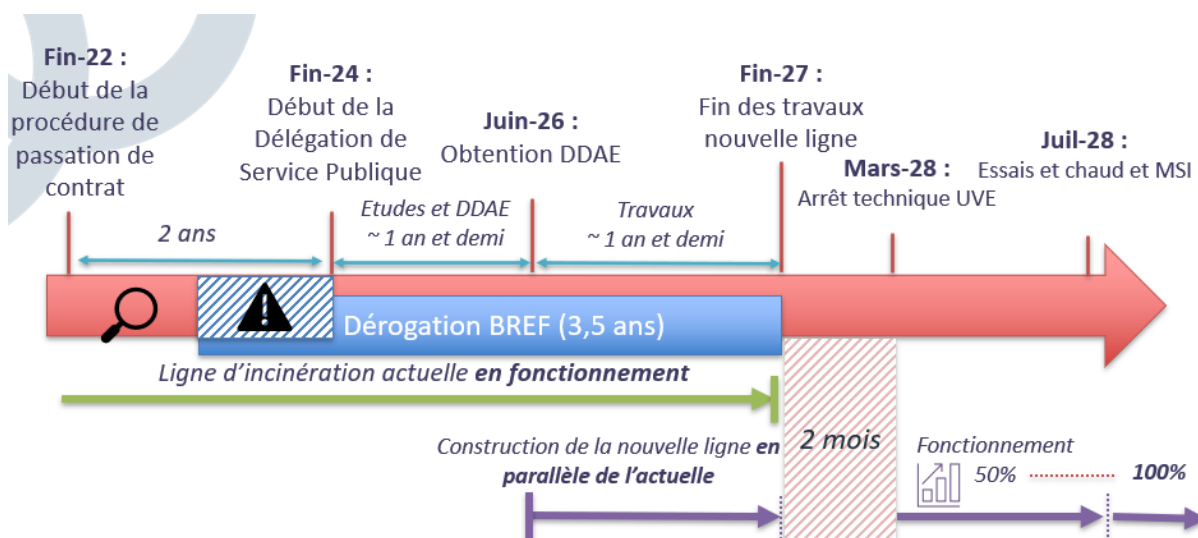 Fin-22 :
Début de la
procédure de
passation de
contrat
Fin-24 :
Début de la
Délégation de
Service Publique
Juin-26 :
Obtention DDAE
Fin-27 :
Fin des travaux
nouvelle ligne
Mars-28 :
Arrêt technique UVE
Juil-28 :
Essais et chaud et MSI
2 ans
Etudes et DDAE
~ 1 an et demi
Travaux
~ 1 an et demi
Dérogation BREF (3,5 ans)
Ligne d’incinération actuelle en fonctionnement
Construction de la nouvelle ligne en
parallèle de l’actuelle
2 mois
Fonctionnement
50%
100%